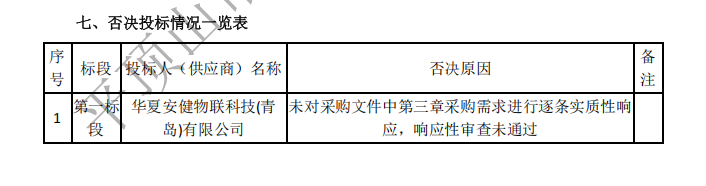 七、否决投标情况一览表
序号 标段 投标人（供应商）名称 否决原因 备注
1 第一标段 华夏安健物联科技(青岛)有限公司 未对采购文件中第三章采购需求进行逐条实质性响应，响应性审查未通过
平顶山